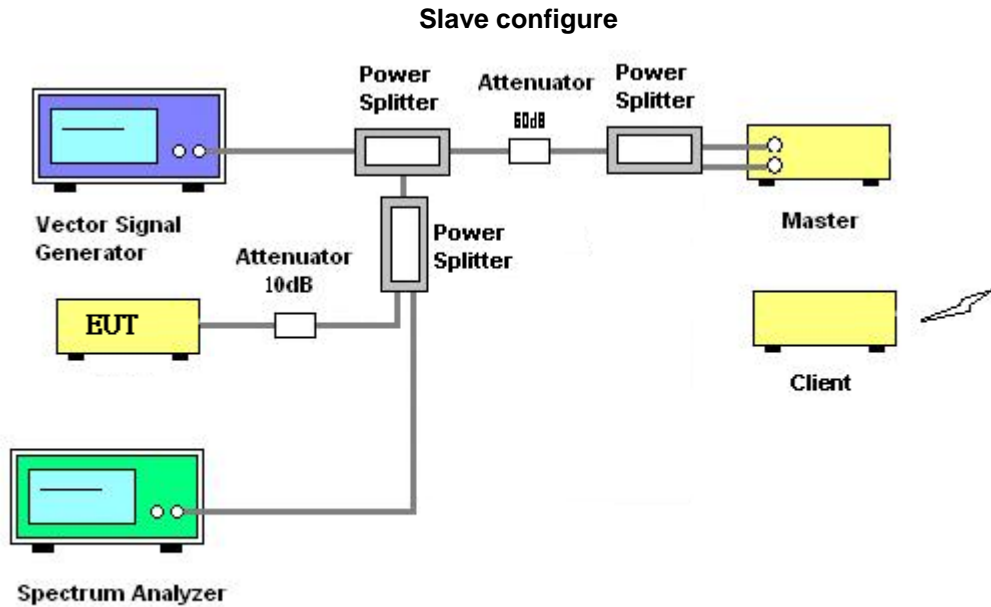 Slave configure
Power
Splitter
Attenuator
60dB
Power
Splitter
Vector Signal
Generator
Master
Power
Splitter
Attenuator
10dB
EUT
Client
Spectrum Analyzer